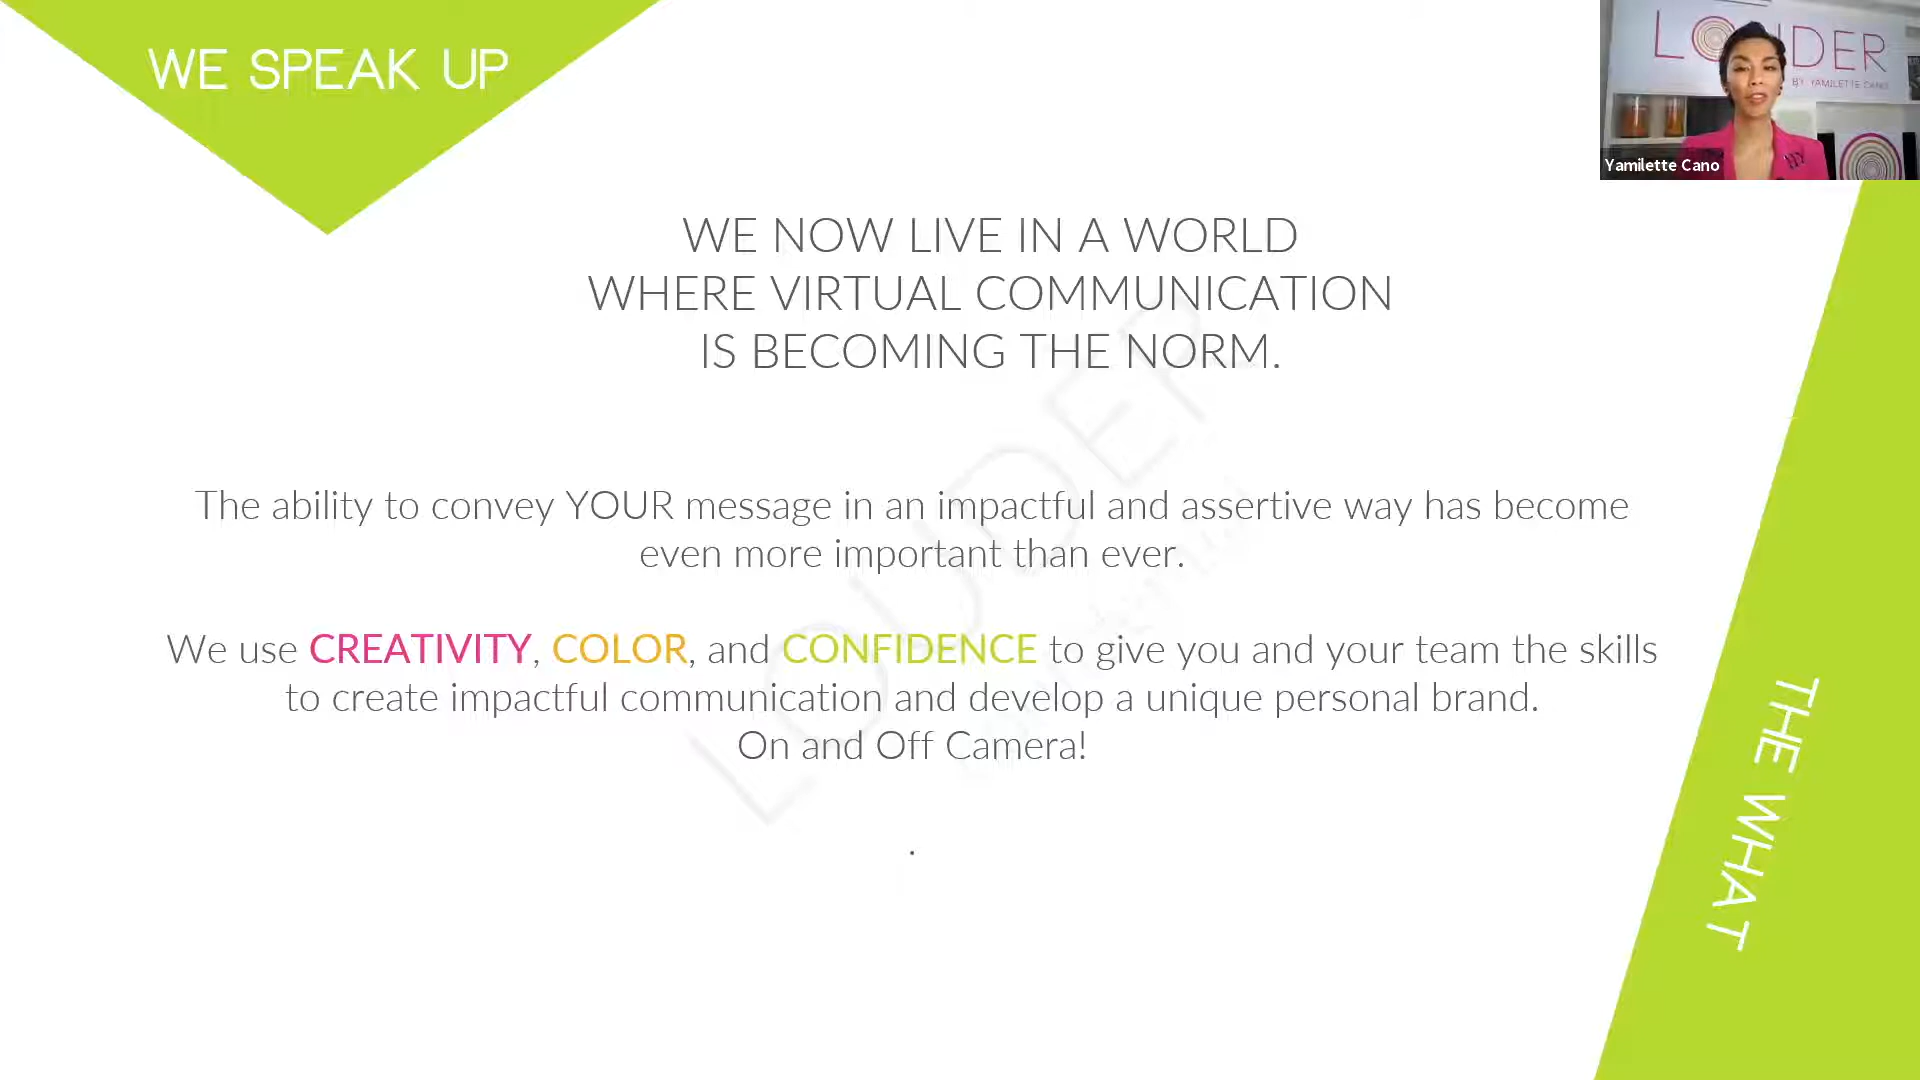 WE SPEAK UP
LOUDER
BY YAMILETTE CANO
Yamilette Cano
WE NOW LIVE IN A WORLD
WHERE VIRTUAL COMMUNICATION
IS BECOMING THE NORM.
The ability to convey YOUR message in an impactful and assertive way has become
even more important than ever.
We use CREATIVITY, COLOR, and CONFIDENCE to give you and your team the skills
to create impactful communication and develop a unique personal brand.
On and Off Camera!
.
THE WHAT
LOUDER